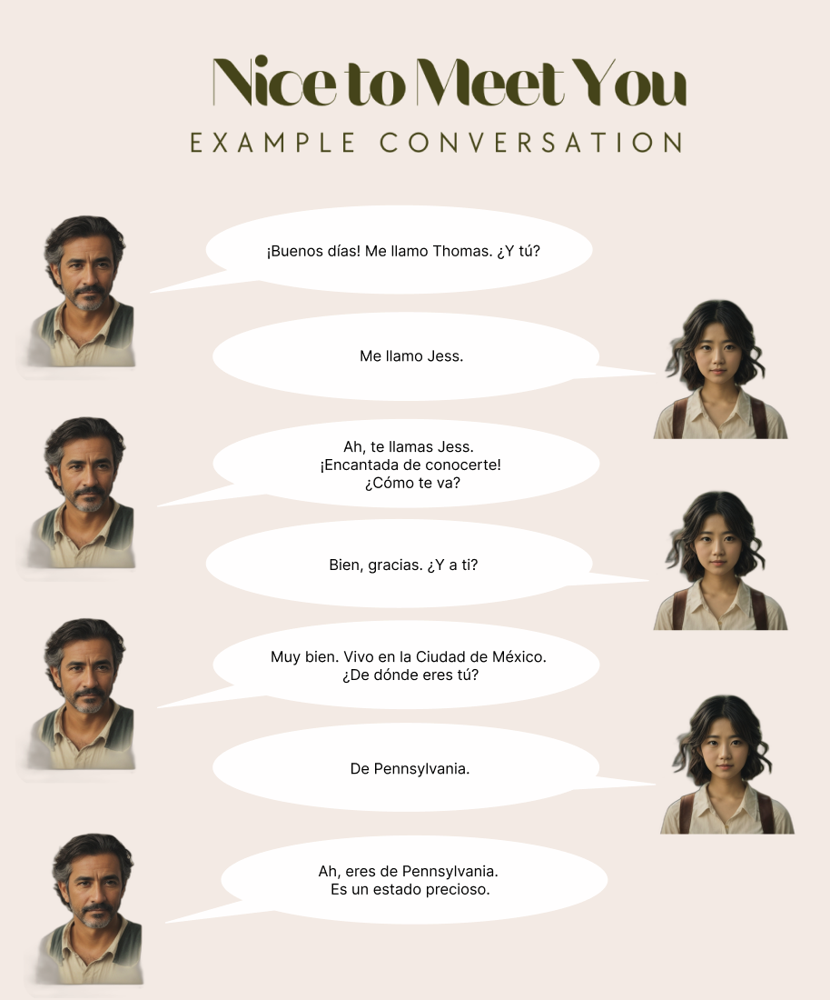 Nice to Meet You
EXAMPLE CONVERSATION
¡Buenos días! Me llamo Thomas. ¿Y tú?
Me llamo Jess.
Ah, te llamas Jess.
¡Encantada de conocerte!
¿Cómo te va?
Bien, gracias. ¿Y a ti?
Muy bien. Vivo en la Ciudad de México.
¿De dónde eres tú?
De Pennsylvania.
Ah, eres de Pennsylvania.
Es un estado precioso.